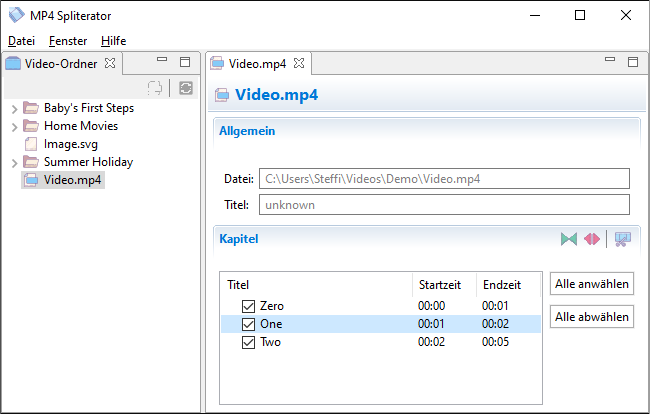 MP4 Spliterator
Datei Fenster Hilfe
Video-Ordner
Baby's First Steps
Home Movies
Image.svg
Summer Holiday
Video.mp4
Video.mp4
Video.mp4
Allgemein
Datei: C:\Users\Steffi\Videos\Demo\Video.mp4
Titel: unknown
Kapitel
Titel Startzeit Endzeit
Zero 00:00 00:01
One 00:01 00:02
Two 00:02 00:05
Alle anwählen
Alle abwählen